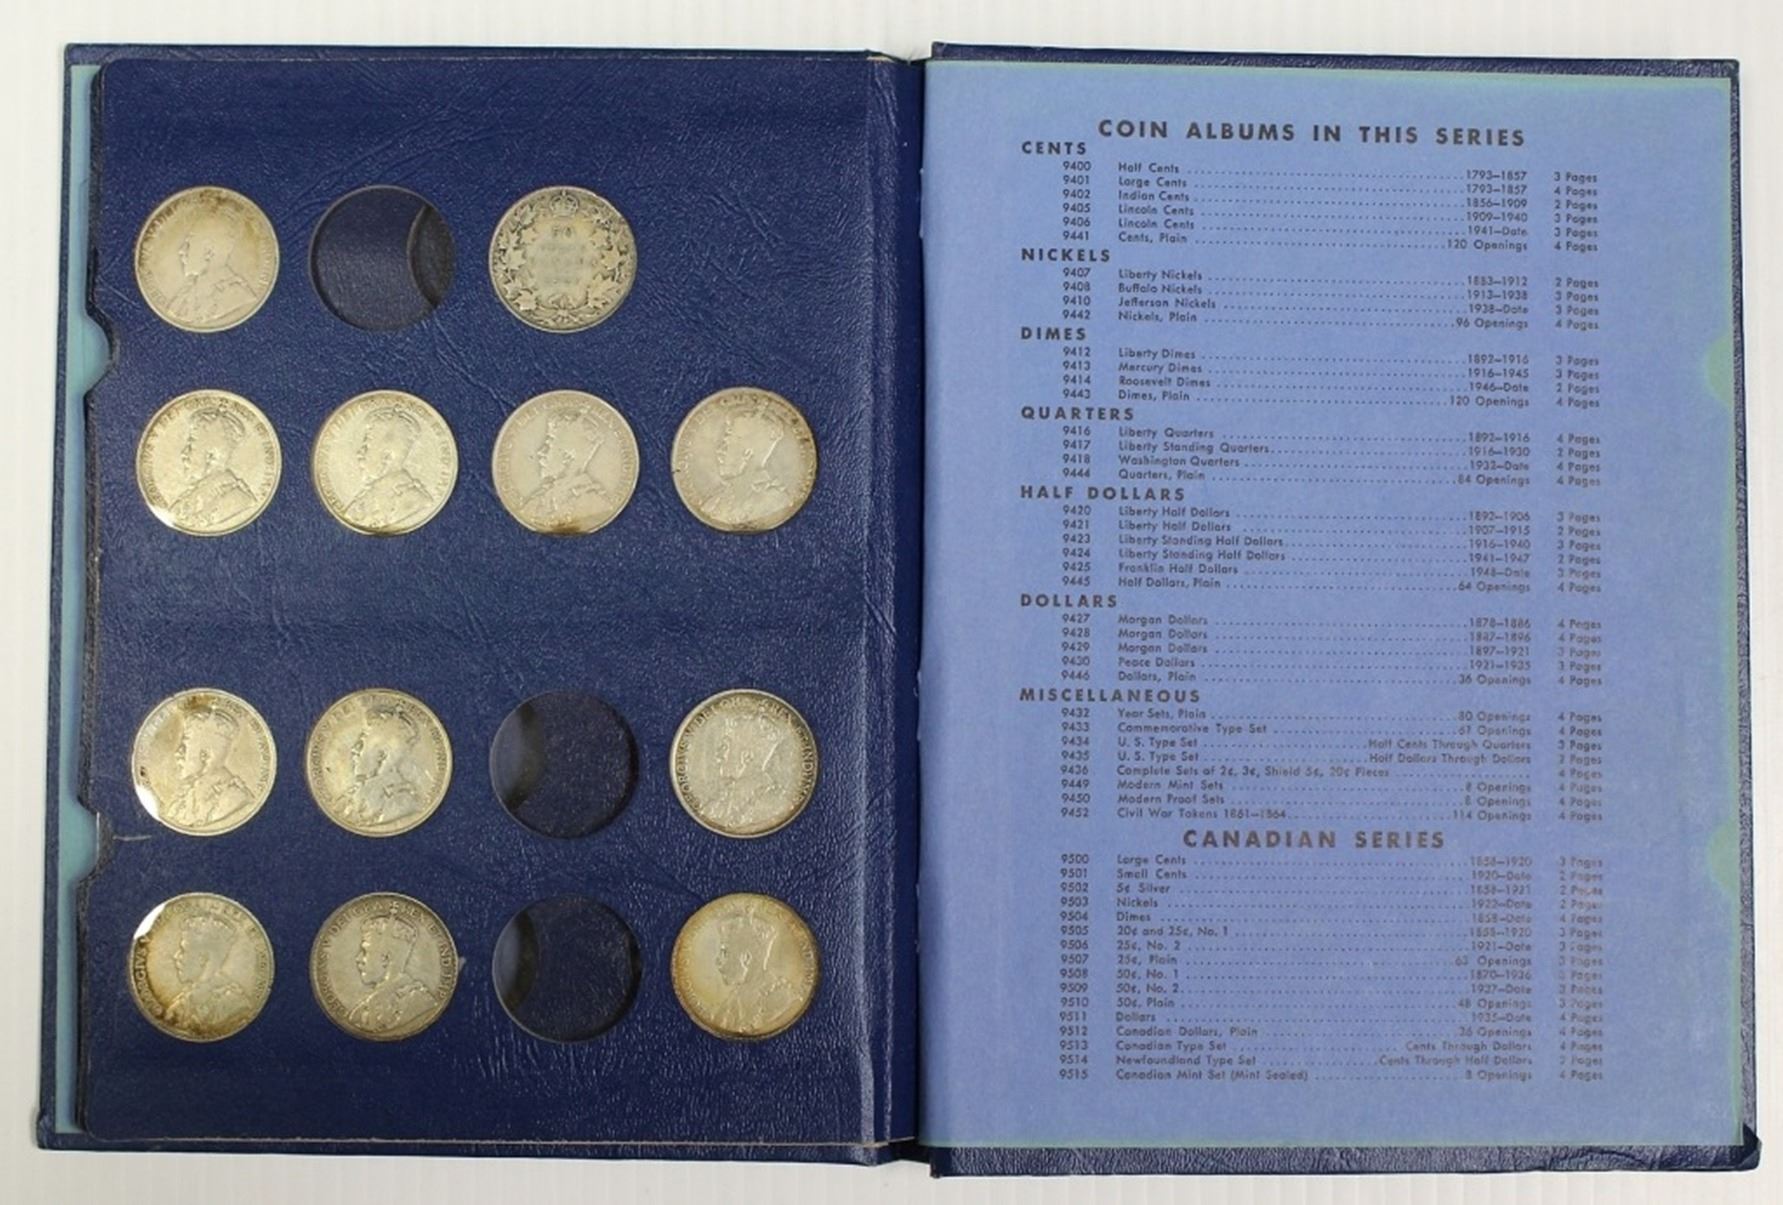 50
COIN ALBUMS IN THIS SERIES
CENTS
9400 Half Cents 1793–1857 3 Pages
9401 Large Cents 1793–1857 4 Pages
9402 Indian Cents 1856–1909 2 Pages
9405 Lincoln Cents 1909–1940 3 Pages
9406 Lincoln Cents 1941–Date 3 Pages
9441 Cents, Plain 120 Openings 4 Pages
NICKELS
9407 Liberty Nickels 1883–1912 2 Pages
9408 Buffalo Nickels 1913–1938 3 Pages
9410 Jefferson Nickels 1938–Date 3 Pages
9442 Nickels, Plain 96 Openings 4 Pages
DIMES
9412 Liberty Dimes 1892–1916 3 Pages
9413 Mercury Dimes 1916–1945 3 Pages
9414 Roosevelt Dimes 1946–Date 2 Pages
9443 Dimes, Plain 120 Openings 4 Pages
QUARTERS
9416 Liberty Quarters 1892–1916 4 Pages
9417 Liberty Standing Quarters 1916–1930 2 Pages
9418 Washington Quarters 1932–Date 4 Pages
9444 Quarters, Plain 84 Openings 4 Pages
HALF DOLLARS
9420 Liberty Half Dollars 1892–1906 3 Pages
9421 Liberty Half Dollars 1907–1915 2 Pages
9423 Liberty Standing Half Dollars 1916–1940 3 Pages
9424 Liberty Standing Half Dollars 1941–1947 2 Pages
9425 Franklin Half Dollars 1948–Date 3 Pages
9445 Half Dollars, Plain 64 Openings 4 Pages
DOLLARS
9427 Morgan Dollars 1878–1886 4 Pages
9428 Morgan Dollars 1887–1896 4 Pages
9429 Morgan Dollars 1897–1921 3 Pages
9430 Peace Dollars 1921–1935 3 Pages
9446 Dollars, Plain 36 Openings 4 Pages
MISCELLANEOUS
9432 Year Sets, Plain 80 Openings 4 Pages
9433 Commemorative Type Set 67 Openings 4 Pages
9434 U. S. Type Set Half Cents Through Quarters 3 Pages
9435 U. S. Type Set Half Dollars Through Dollars 2 Pages
9436 Complete Sets of 2¢, 3¢, Shield 5¢, 20¢ Pieces 4 Pages
9449 Modern Mint Sets 8 Openings 4 Pages
9450 Modern Proof Sets 8 Openings 4 Pages
9452 Civil War Tokens 1861–1864 114 Openings 4 Pages
CANADIAN SERIES
9500 Large Cents 1858–1920 3 Pages
9501 Small Cents 1920–Date 2 Pages
9502 5¢ Silver 1858–1921 2 Pages
9503 Nickels 1922–Date 2 Pages
9504 Dimes 1858–Date 4 Pages
9505 20¢ and 25¢, No. 1 1858–1920 3 Pages
9506 25¢, No. 2 1921–Date 3 Pages
9507 25¢, Plain 63 Openings 3 Pages
9508 50¢, No. 1 1870–1936 Pages
9509 50¢, No. 2 1937–Date 3 Pages
9510 50¢, Plain 48 Openings 3 Pages
9511 Dollars 1935–Date 4 Pages
9512 Canadian Dollars, Plain 36 Openings 4 Pages
9513 Canadian Type Set Cents Through Dollars 4 Pages
9514 Newfoundland Type Set Cents Through Half Dollars 2 Pages
9515 Canadian Mint Set (Mint Sealed) 8 Openings 4 Pages